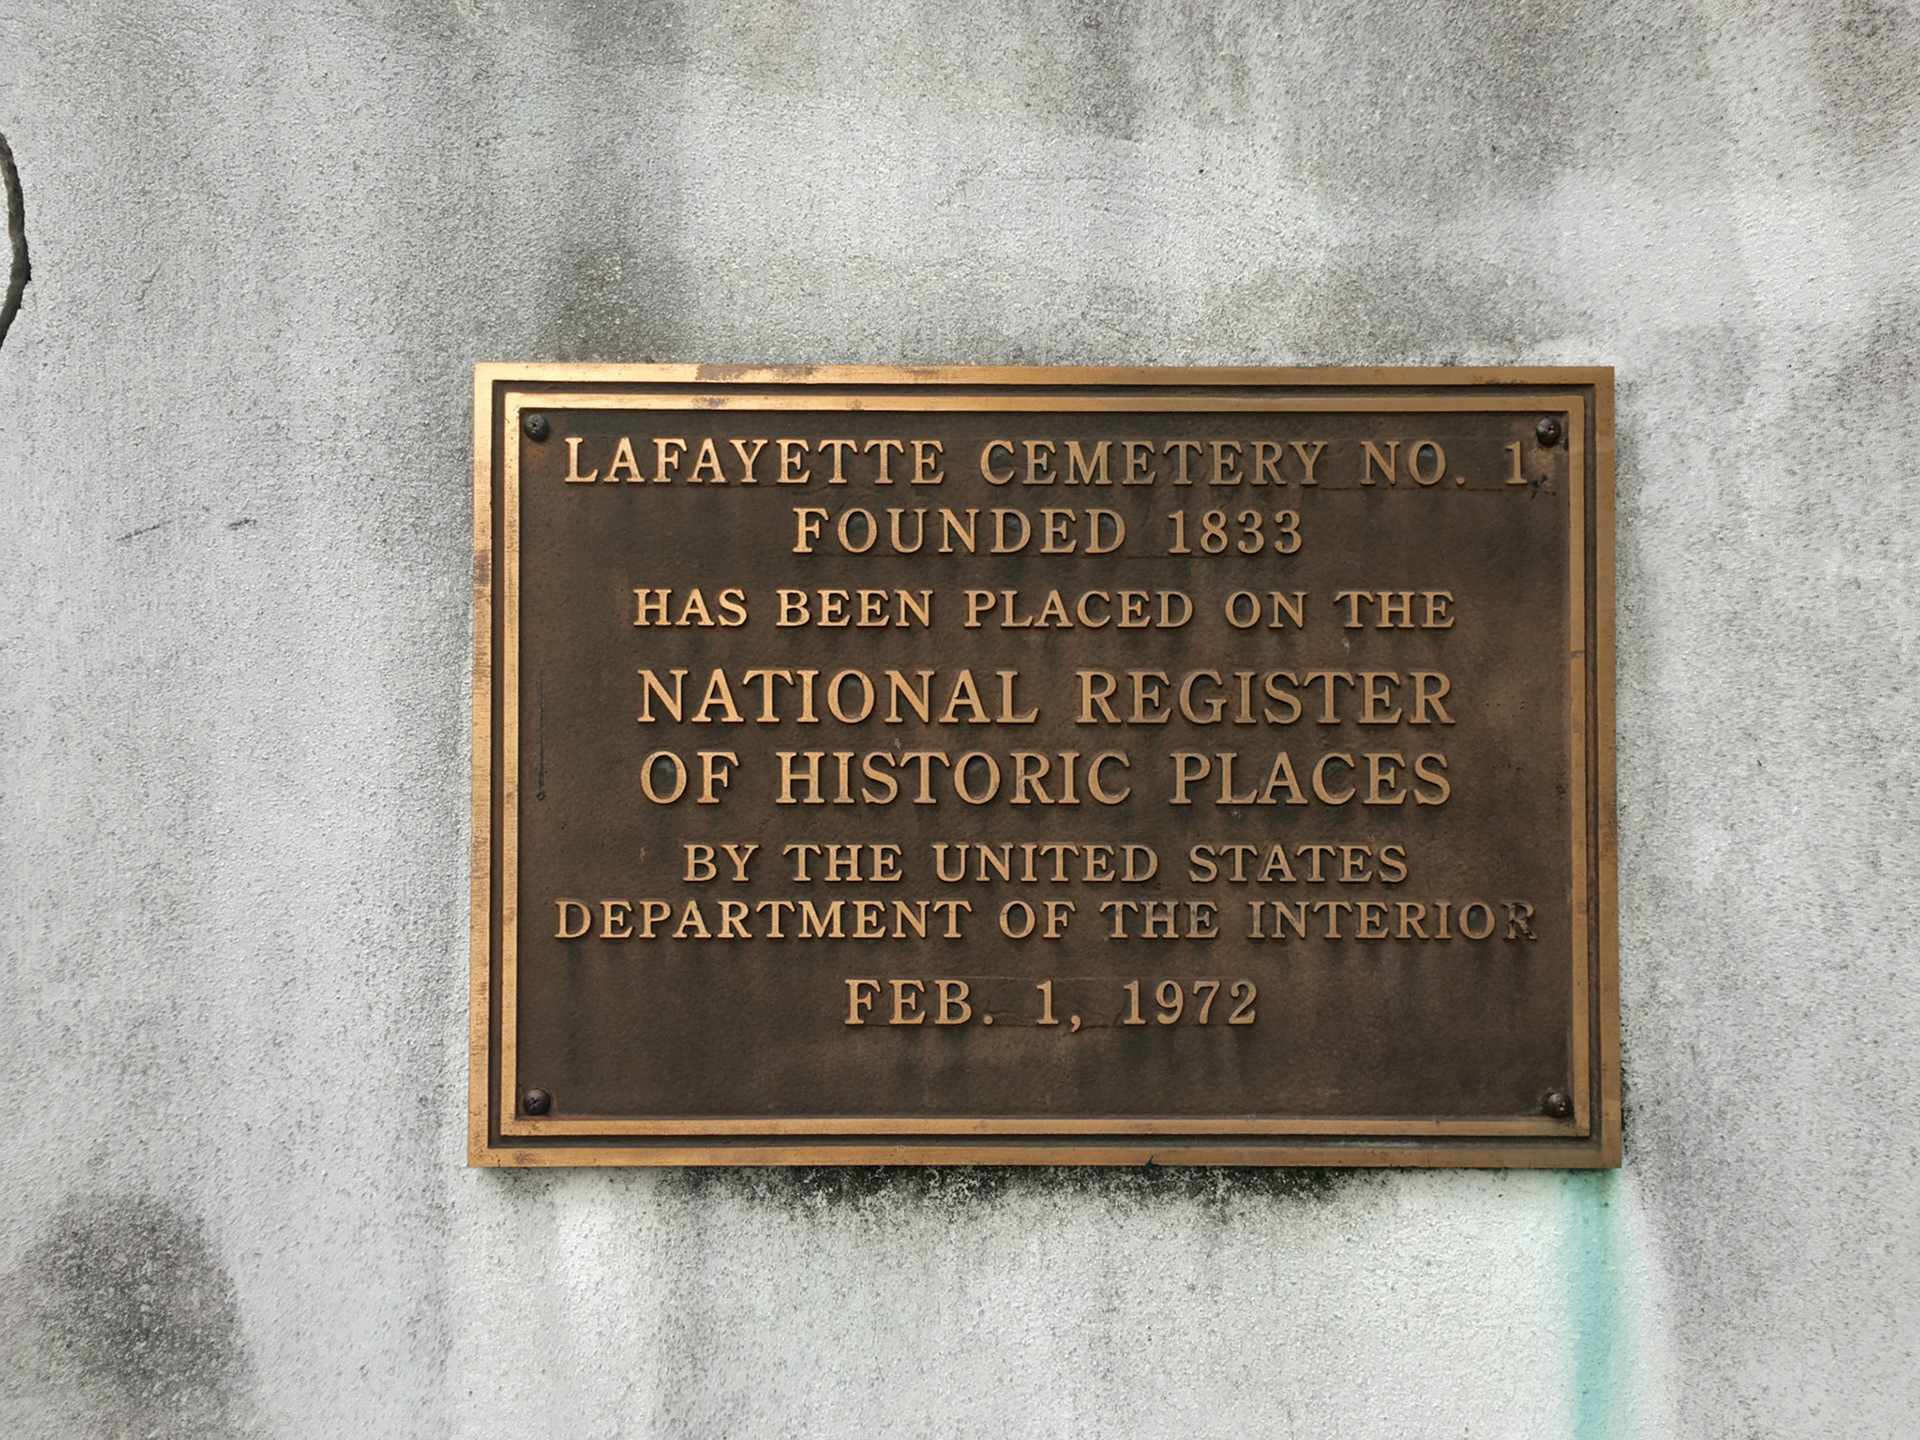 LAFAYETTE CEMETERY NO. 1
FOUNDED 1833
HAS BEEN PLACED ON THE
NATIONAL REGISTER
OF HISTORIC PLACES
BY THE UNITED STATES
DEPARTMENT OF THE INTERIOR
FEB. 1, 1972